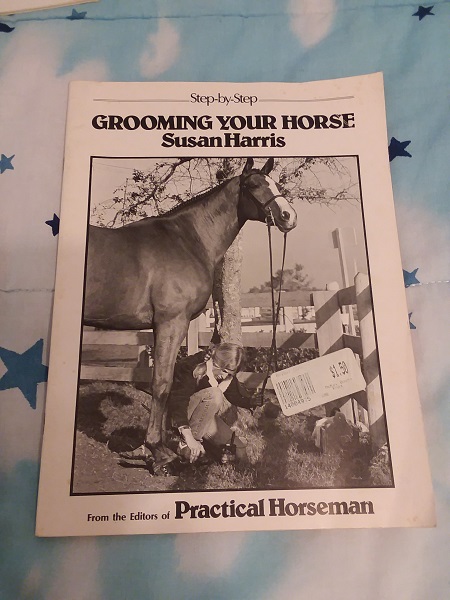 Step-by-Step
GROOMING YOUR HORSE
Susan Harris
$1.50
From the Editors of Practical Horseman